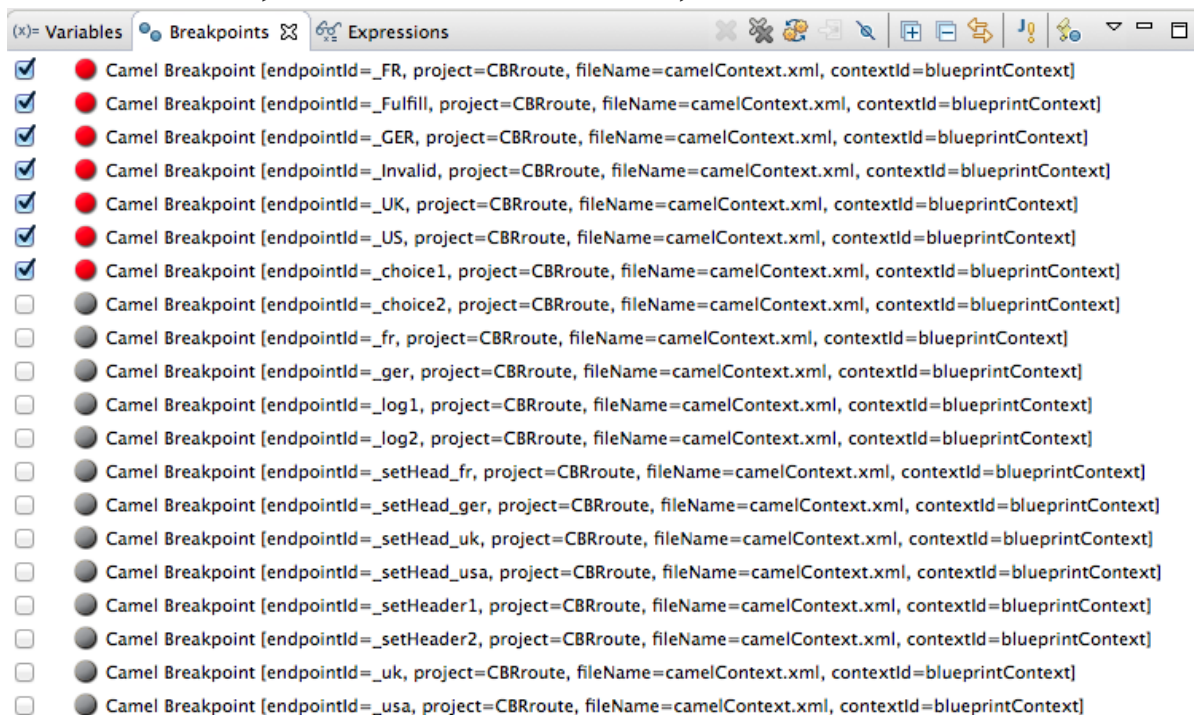 (x)= Variables Breakpoints Expressions
Camel Breakpoint [endpointId=_FR, project=CBRroute, fileName=camelContext.xml, contextId=blueprintContext]
Camel Breakpoint [endpointId=_Fulfill, project=CBRroute, fileName=camelContext.xml, contextId=blueprintContext]
Camel Breakpoint [endpointId=_GER, project=CBRroute, fileName=camelContext.xml, contextId=blueprintContext]
Camel Breakpoint [endpointId=_Invalid, project=CBRroute, fileName=camelContext.xml, contextId=blueprintContext]
Camel Breakpoint [endpointId=_UK, project=CBRroute, fileName=camelContext.xml, contextId=blueprintContext]
Camel Breakpoint [endpointId=_US, project=CBRroute, fileName=camelContext.xml, contextId=blueprintContext]
Camel Breakpoint [endpointId=_choice1, project=CBRroute, fileName=camelContext.xml, contextId=blueprintContext]
Camel Breakpoint [endpointId=_choice2, project=CBRroute, fileName=camelContext.xml, contextId=blueprintContext]
Camel Breakpoint [endpointId=_fr, project=CBRroute, fileName=camelContext.xml, contextId=blueprintContext]
Camel Breakpoint [endpointId=_ger, project=CBRroute, fileName=camelContext.xml, contextId=blueprintContext]
Camel Breakpoint [endpointId=_log1, project=CBRroute, fileName=camelContext.xml, contextId=blueprintContext]
Camel Breakpoint [endpointId=_log2, project=CBRroute, fileName=camelContext.xml, contextId=blueprintContext]
Camel Breakpoint [endpointId=_setHead_fr, project=CBRroute, fileName=camelContext.xml, contextId=blueprintContext]
Camel Breakpoint [endpointId=_setHead_ger, project=CBRroute, fileName=camelContext.xml, contextId=blueprintContext]
Camel Breakpoint [endpointId=_setHead_uk, project=CBRroute, fileName=camelContext.xml, contextId=blueprintContext]
Camel Breakpoint [endpointId=_setHead_usa, project=CBRroute, fileName=camelContext.xml, contextId=blueprintContext]
Camel Breakpoint [endpointId=_setHeader1, project=CBRroute, fileName=camelContext.xml, contextId=blueprintContext]
Camel Breakpoint [endpointId=_setHeader2, project=CBRroute, fileName=camelContext.xml, contextId=blueprintContext]
Camel Breakpoint [endpointId=_uk, project=CBRroute, fileName=camelContext.xml, contextId=blueprintContext]
Camel Breakpoint [endpointId=_usa, project=CBRroute, fileName=camelContext.xml, contextId=blueprintContext]